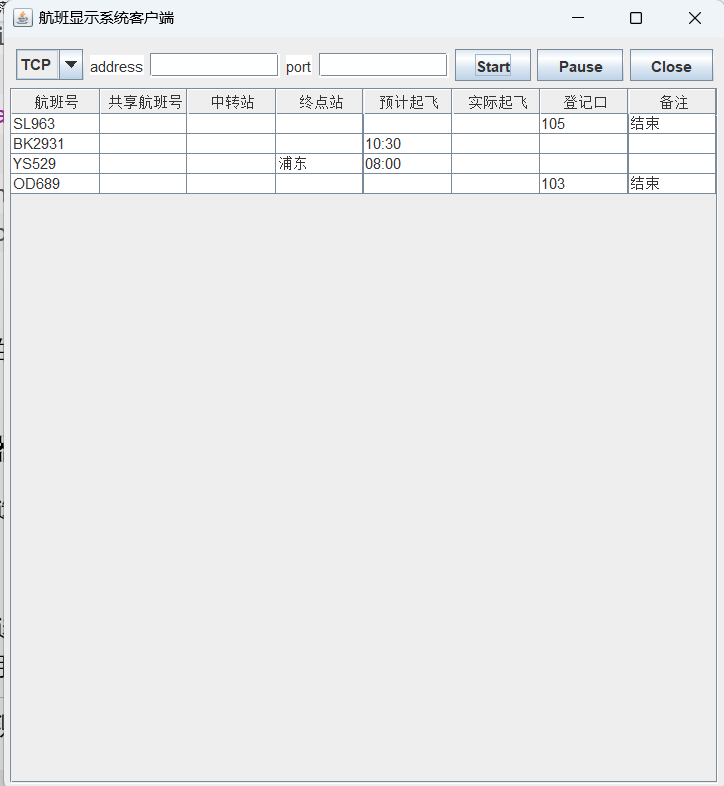 航班显示系统客户端
TCP address port Start Pause Close
航班号 共享航班号 中转站 终点站 预计起飞 实际起飞 登记口 备注
SL963 105 结束
BK2931 10:30
YS529 浦东 08:00
OD689 103 结束